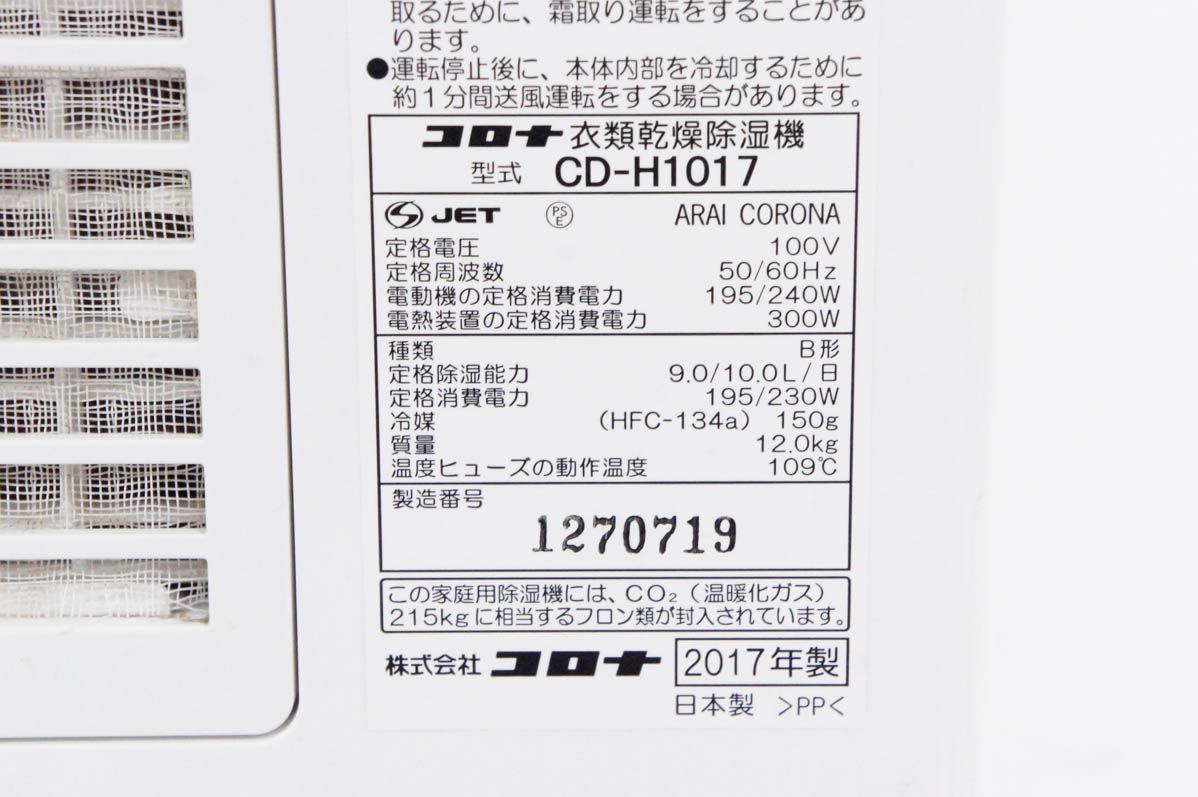 取るために、霜取り運転をすることがあ
ります。
●運転停止後に、本体内部を冷却するために
約1分間送風運転をする場合があります。
コロナ 衣類乾燥除湿機
型式 CD-H1017
JET PSE ARAI CORONA
定格電圧 100V
定格周波数 50/60Hz
電動機の定格消費電力 195/240W
電熱装置の定格消費電力 300W
種類 B形
定格除湿能力 9.0/10.0L/日
定格消費電力 195/230W
冷媒 (HFC-134a) 150g
質量 12.0kg
温度ヒューズの動作温度 109℃
製造番号
1270719
この家庭用除湿機には、CO₂(温暖化ガス)
215kgに相当するフロン類が封入されています。
株式会社 コロナ 2017年製
日本製 >PP<